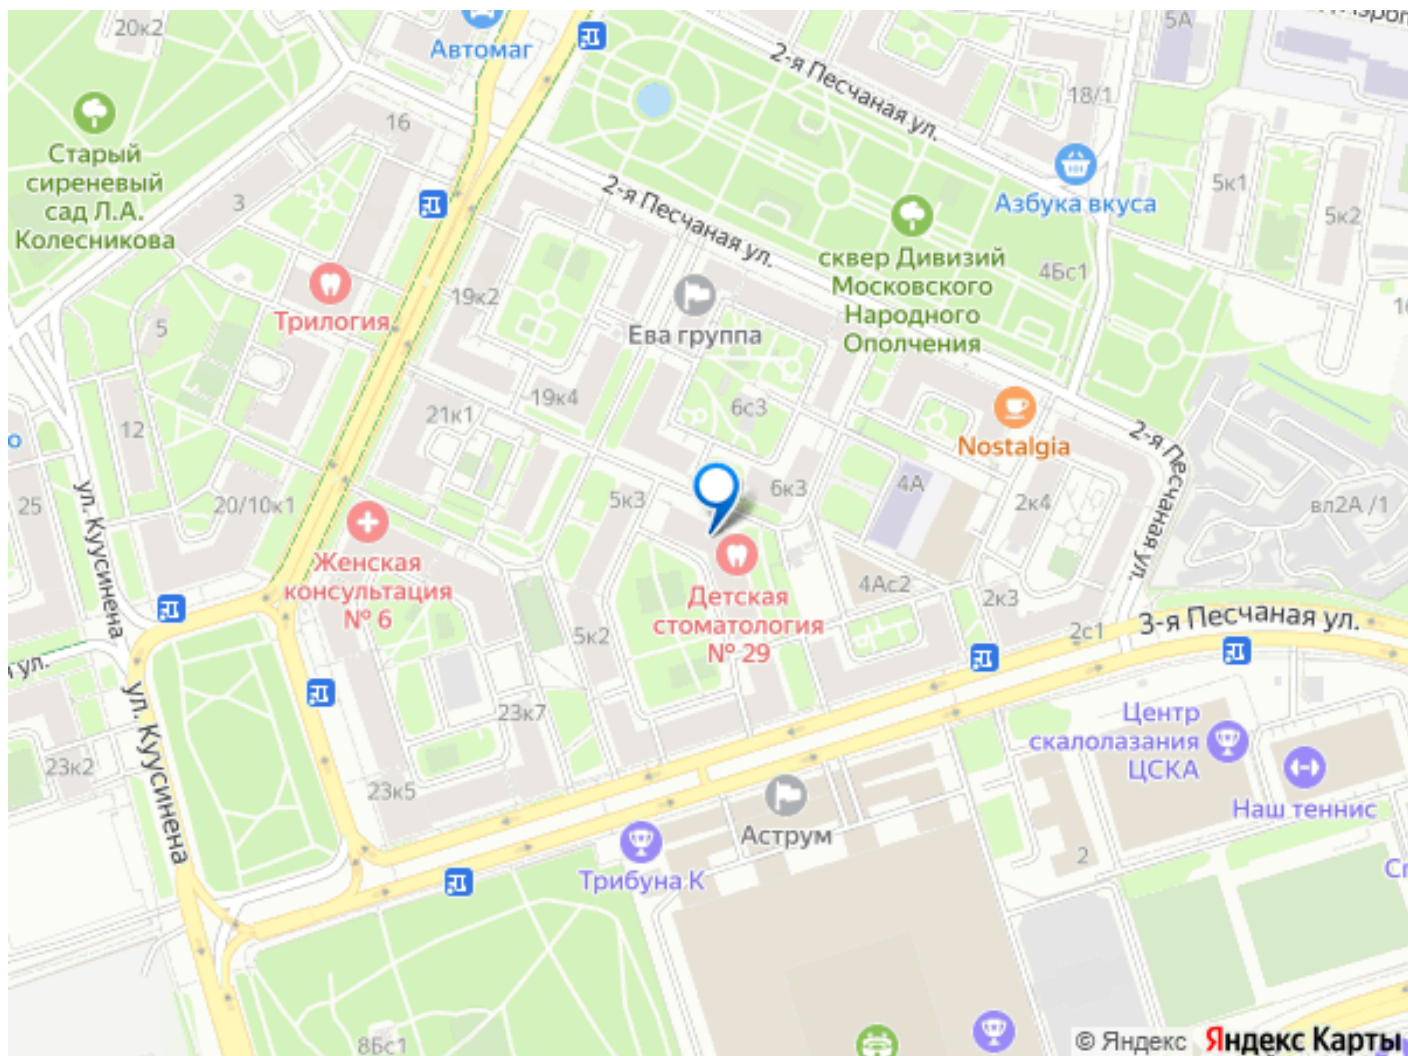 20к2
Автомаг
2-я Песчаная ул.
5А
18/1
16
Старый
сиреневый
сад Л.А.
Колесникова
3
2-я Песчаная ул.
Азбука вкуса
5к1
5к2
сквер Дивизий
Московского
Народного
Ополчения
4Бс1
19к2
Трилогия
5
Ева группа
19к4
6с3
21к1
12
Nostalgia
2-я Песчаная ул.
25
20/10к1
5к3
6к3
4А
2к4
вл2А /1
ул. Куусинена
Женская
консультация
№ 6
Детская
стоматология
№ 29
4Ас2
2к3
2с1
3-я Песчаная ул.
5к2
ул.
ул. Куусинена
23к7
23к2
23к5
Центр
скалолазания
ЦСКА
Наш теннис
Аструм
Трибуна К
2
8Бс1
© Яндекс Яндекс Карты